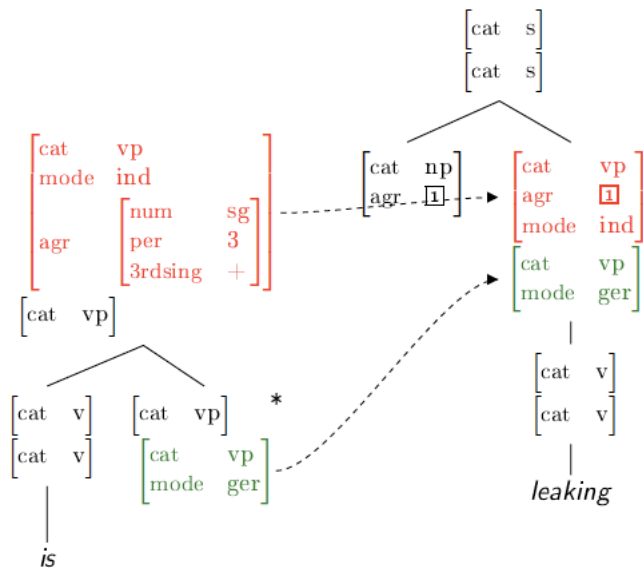 cat s
cat s
cat vp
mode ind
agr num sg
per 3
3rdsing +
cat vp
cat v
cat v
is
cat vp
*
cat vp
mode ger
cat np
agr 1
cat vp
agr 1
mode ind
cat vp
mode ger
cat v
cat v
leaking